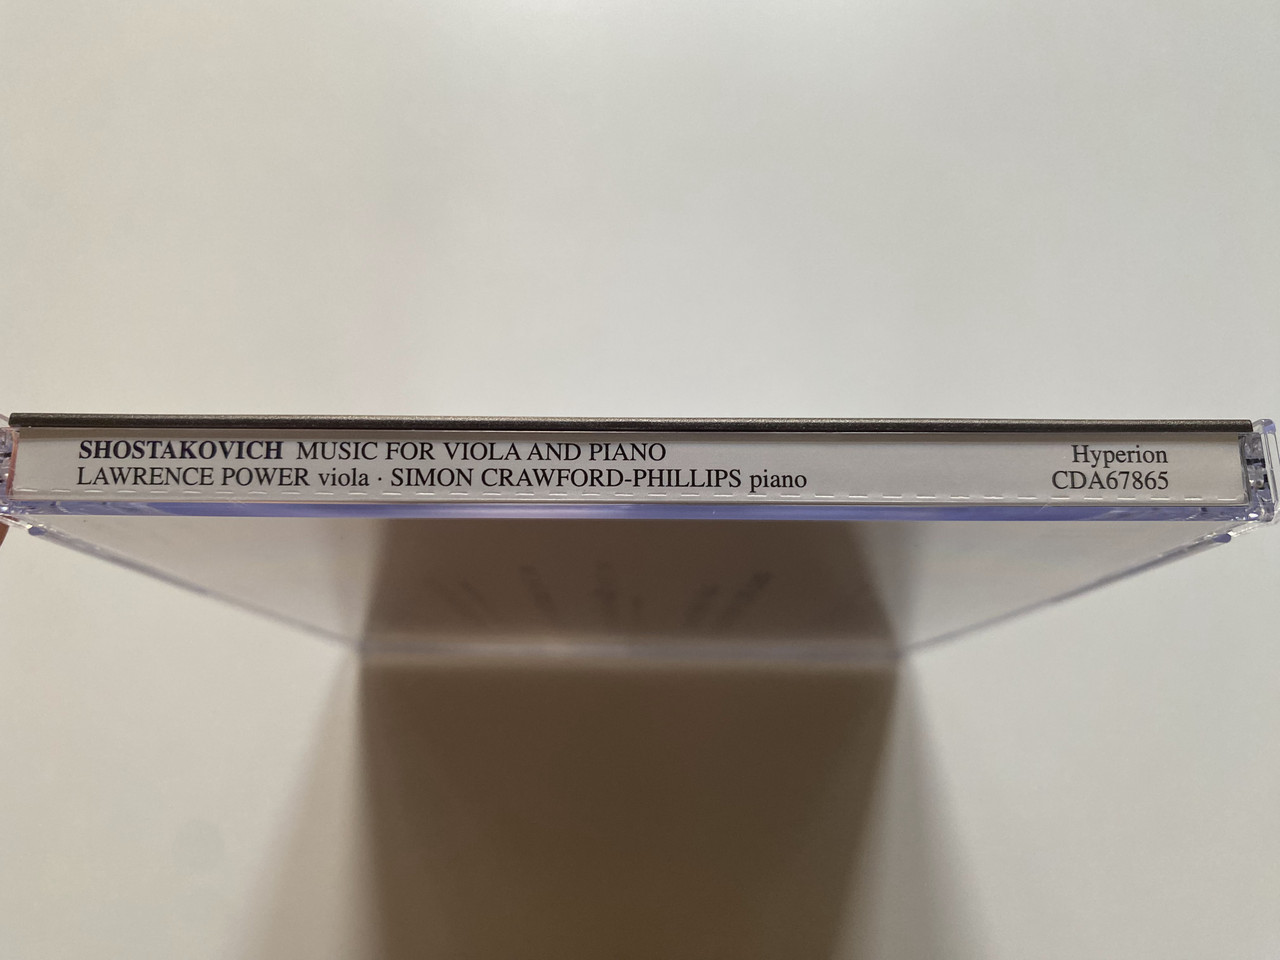 SHOSTAKOVICH MUSIC FOR VIOLA AND PIANO
LAWRENCE POWER viola · SIMON CRAWFORD-PHILLIPS piano
Hyperion
CDA67865